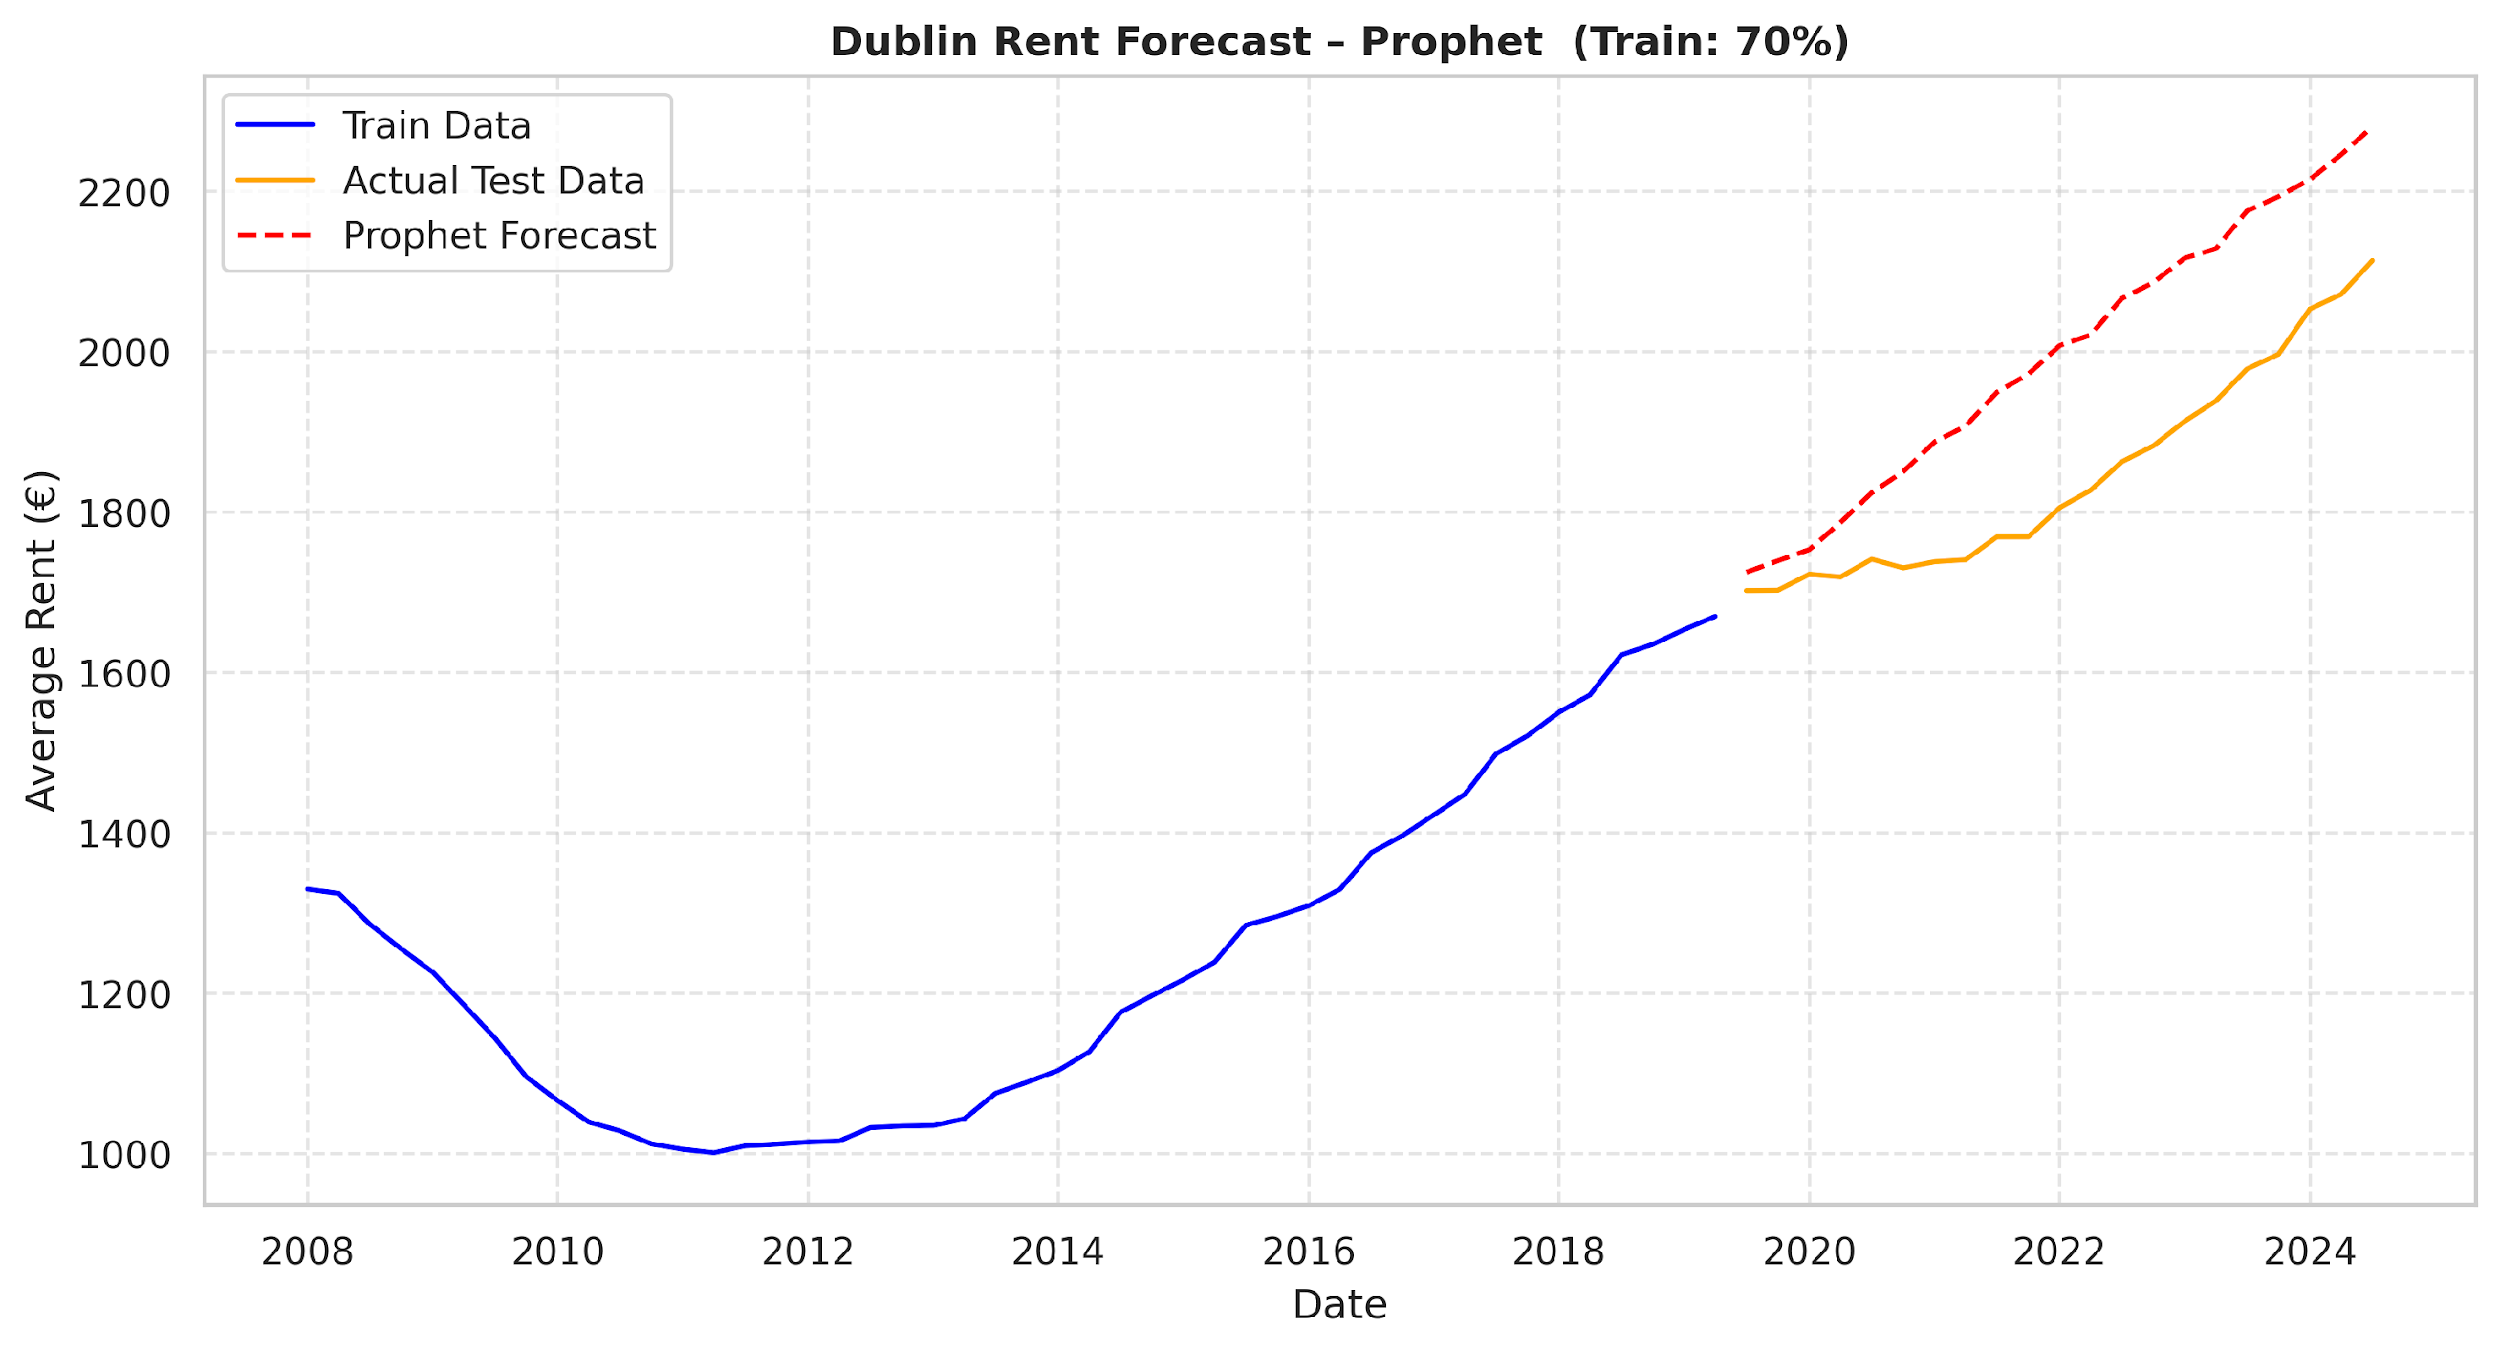 Dublin Rent Forecast – Prophet (Train: 70%)
Train Data
Actual Test Data
Prophet Forecast
Average Rent (€)
2200
2000
1800
1600
1400
1200
1000
2008 2010 2012 2014 2016 2018 2020 2022 2024
Date